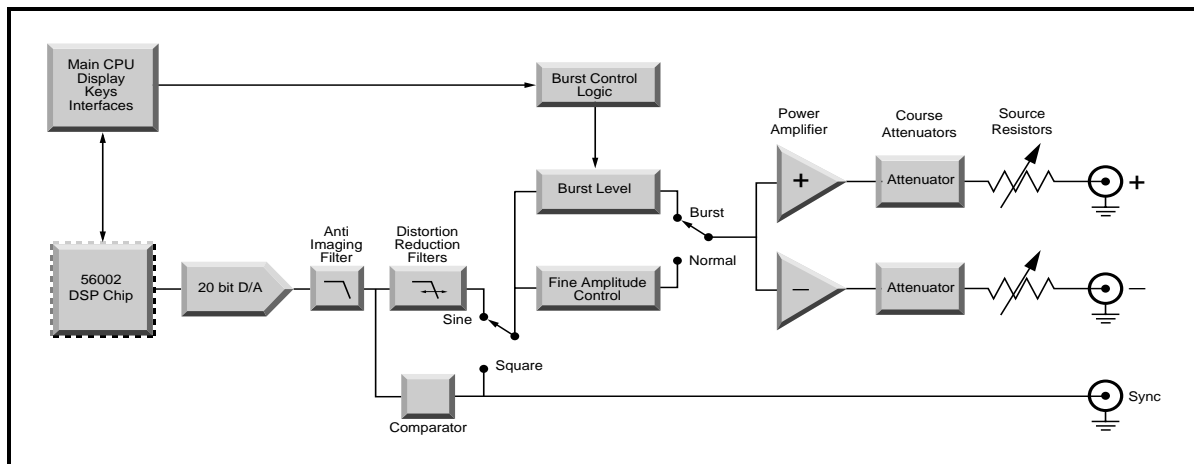 Main CPU
Display
Keys
Interfaces
Burst Control
Logic
Power
Amplifier
Course
Attenuators
Source
Resistors
+
Attenuator
+
Burst Level
Burst
Anti
Imaging
Filter
Distortion
Reduction
Filters
Normal
56002
DSP Chip
20 bit D/A
Fine Amplitude
Control
−
Attenuator
−
Sine
Square
Comparator
Sync